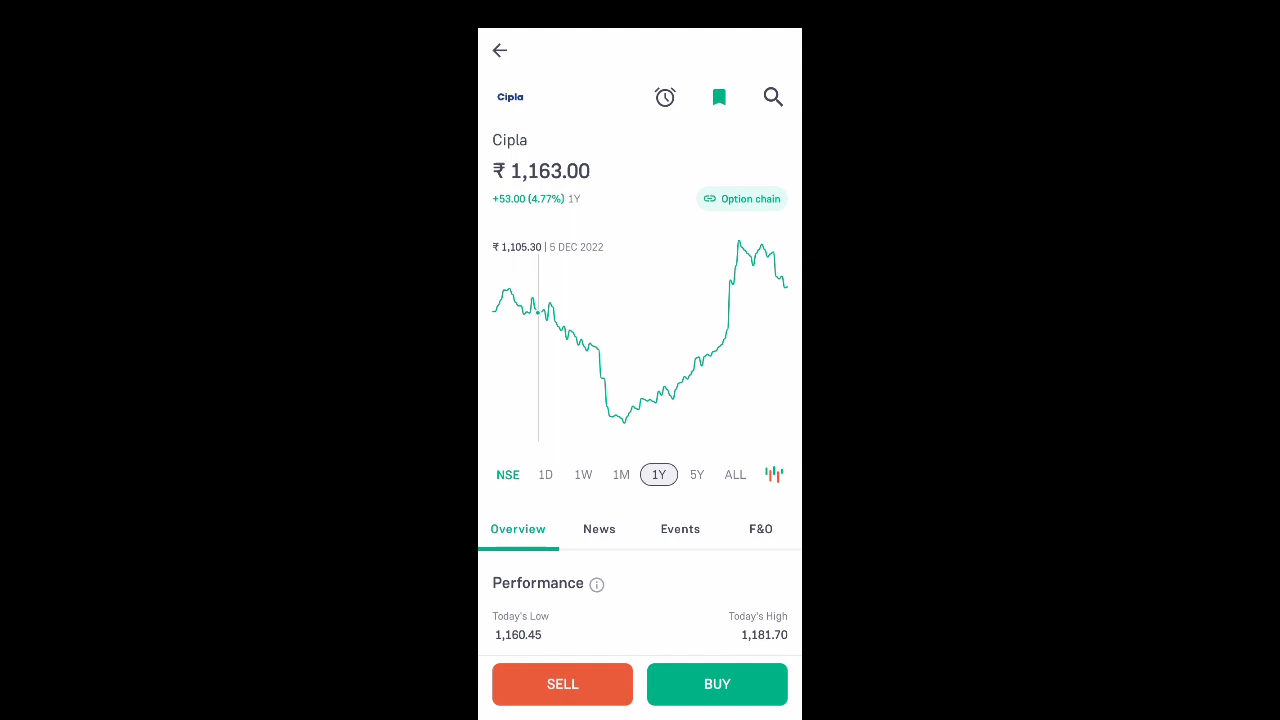 Cipla
Cipla
₹ 1,163.00
+53.00 (4.77%) 1Y
Option chain
₹ 1,105.30 | 5 DEC 2022
NSE 1D 1W 1M 1Y 5Y ALL
Overview News Events F&O
Performance
Today's Low Today's High
1,160.45 1,181.70
SELL BUY